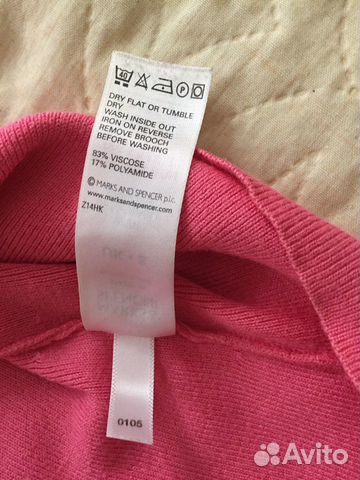 40 P
DRY FLAT OR TUMBLE
DRY
WASH INSIDE OUT
IRON ON REVERSE
REMOVE BROOCH
BEFORE WASHING
83% VISCOSE
17% POLYAMIDE
© MARKS AND SPENCER p.l.c.
www.marksandspencer.com
Z14HK
0105
Avito